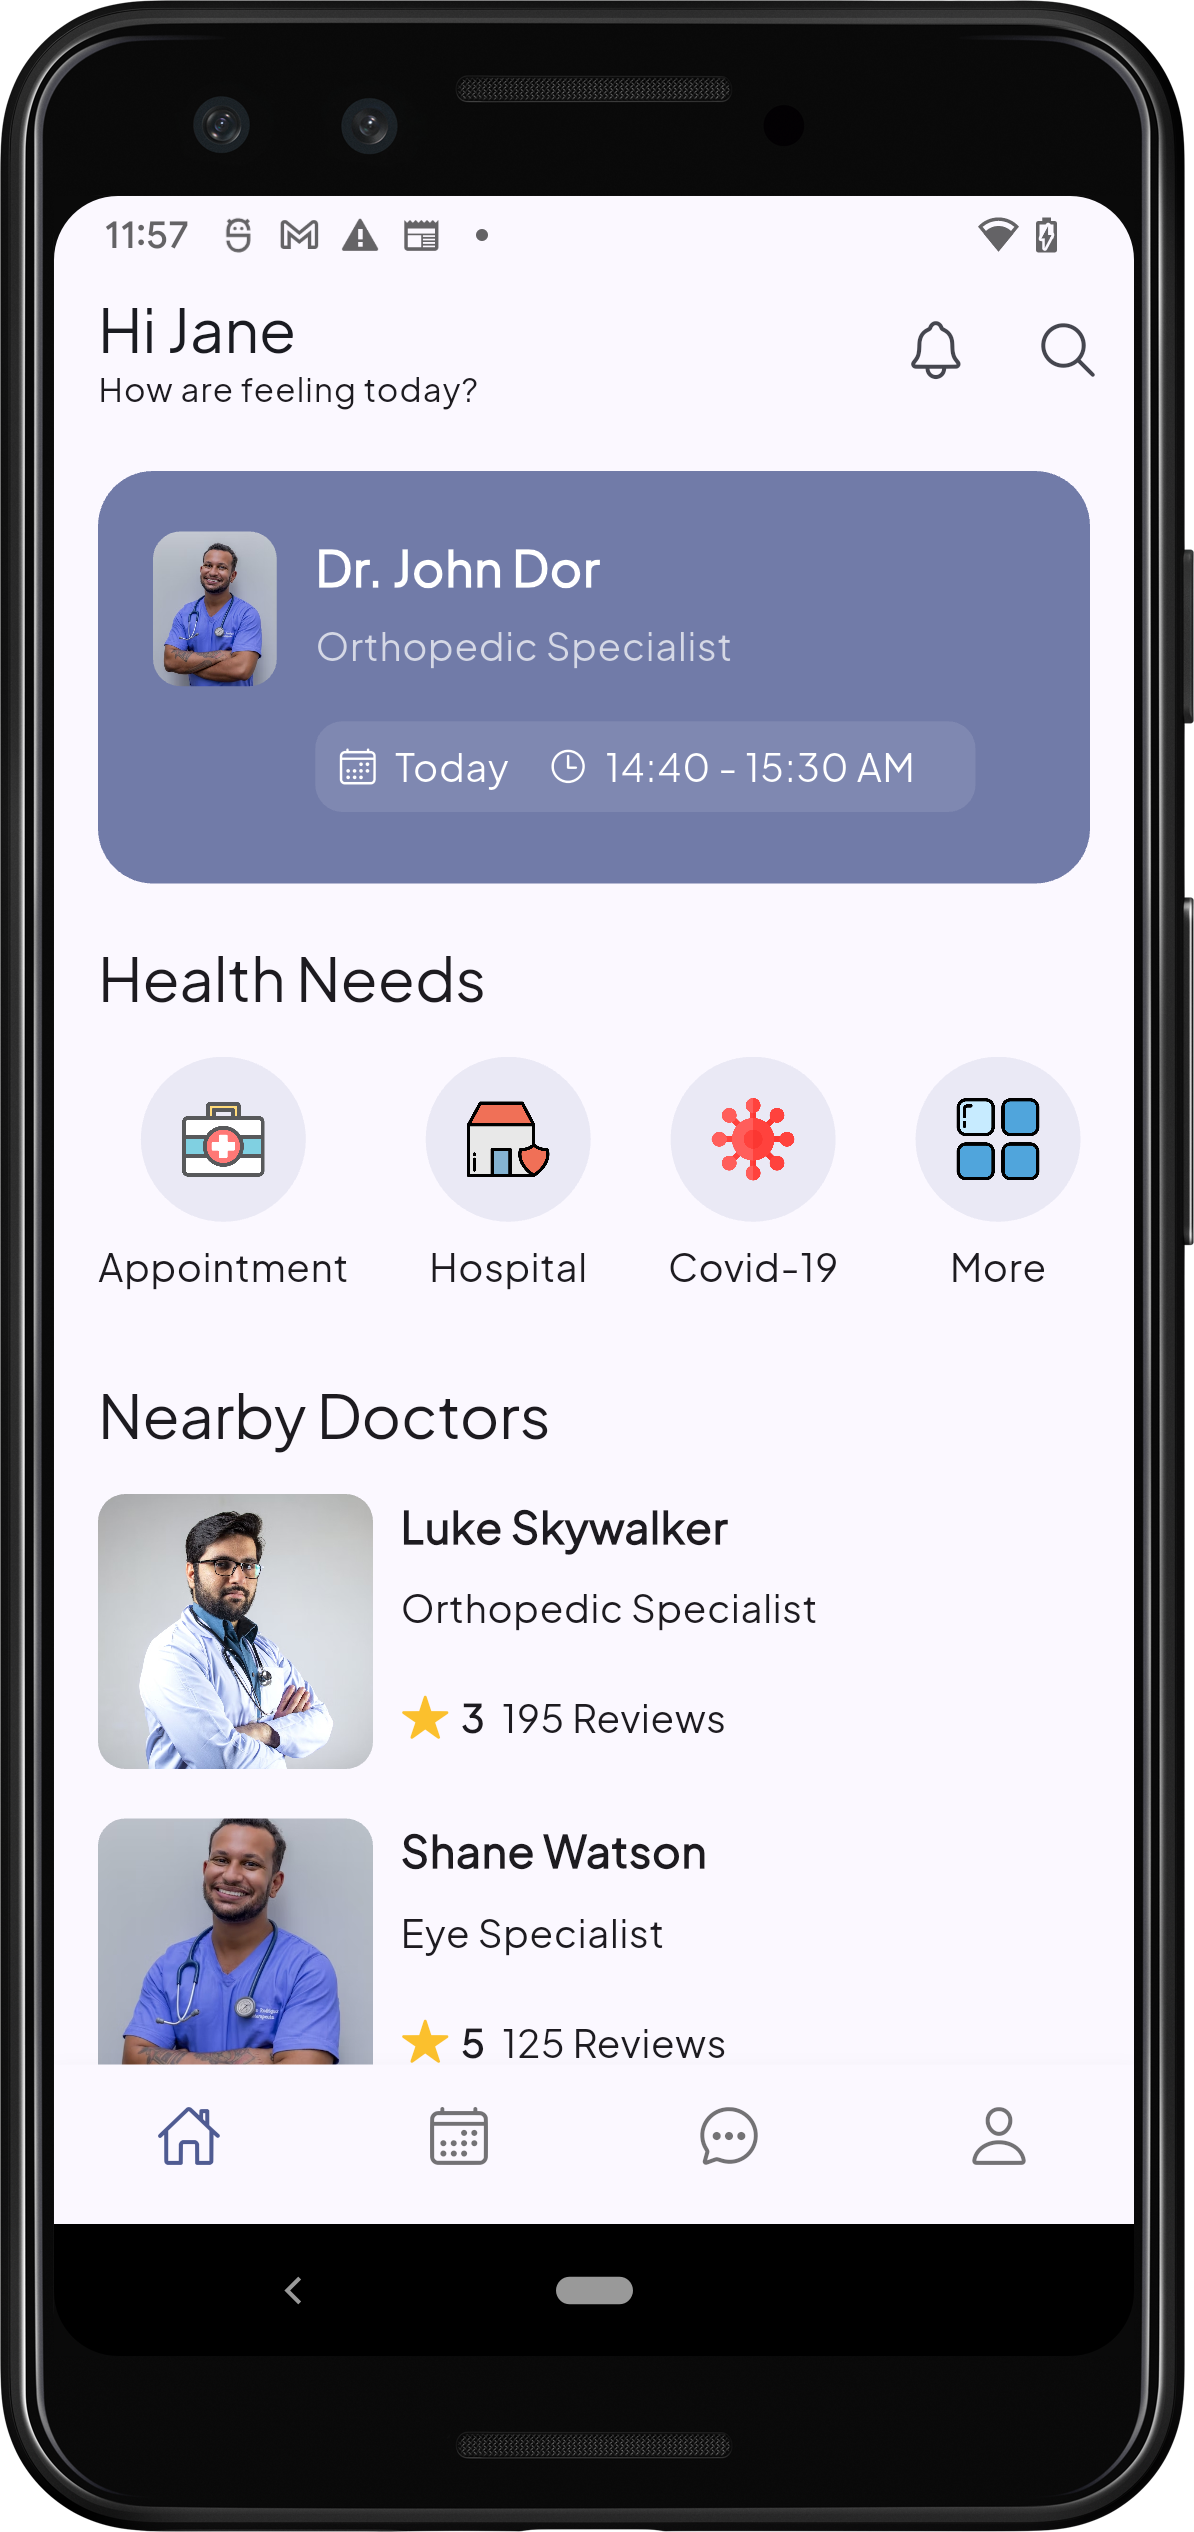 11:57
Hi Jane
How are feeling today?
Dr. John Dor
Orthopedic Specialist
Today 14:40 - 15:30 AM
Health Needs
Appointment Hospital Covid-19 More
Nearby Doctors
Luke Skywalker
Orthopedic Specialist
3 195 Reviews
Shane Watson
Eye Specialist
5 125 Reviews